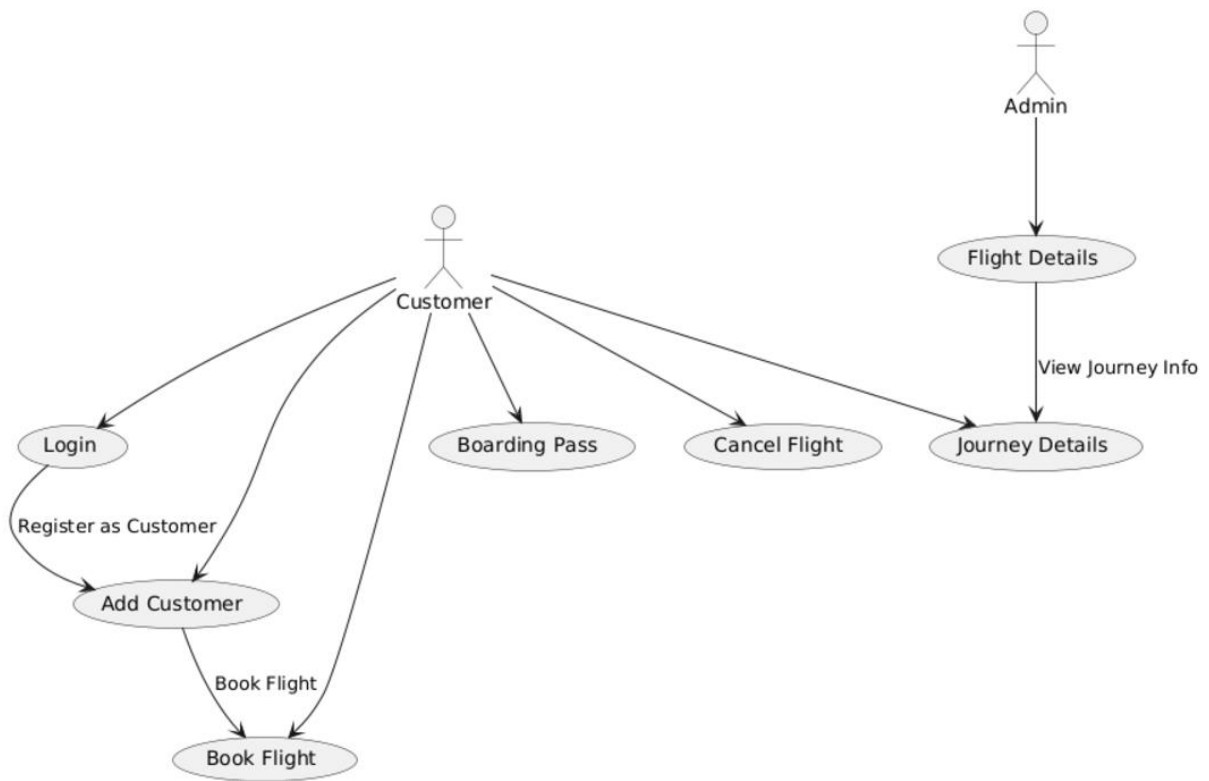 Admin
Flight Details
Customer
View Journey Info
Login
Boarding Pass
Cancel Flight
Journey Details
Register as Customer
Add Customer
Book Flight
Book Flight